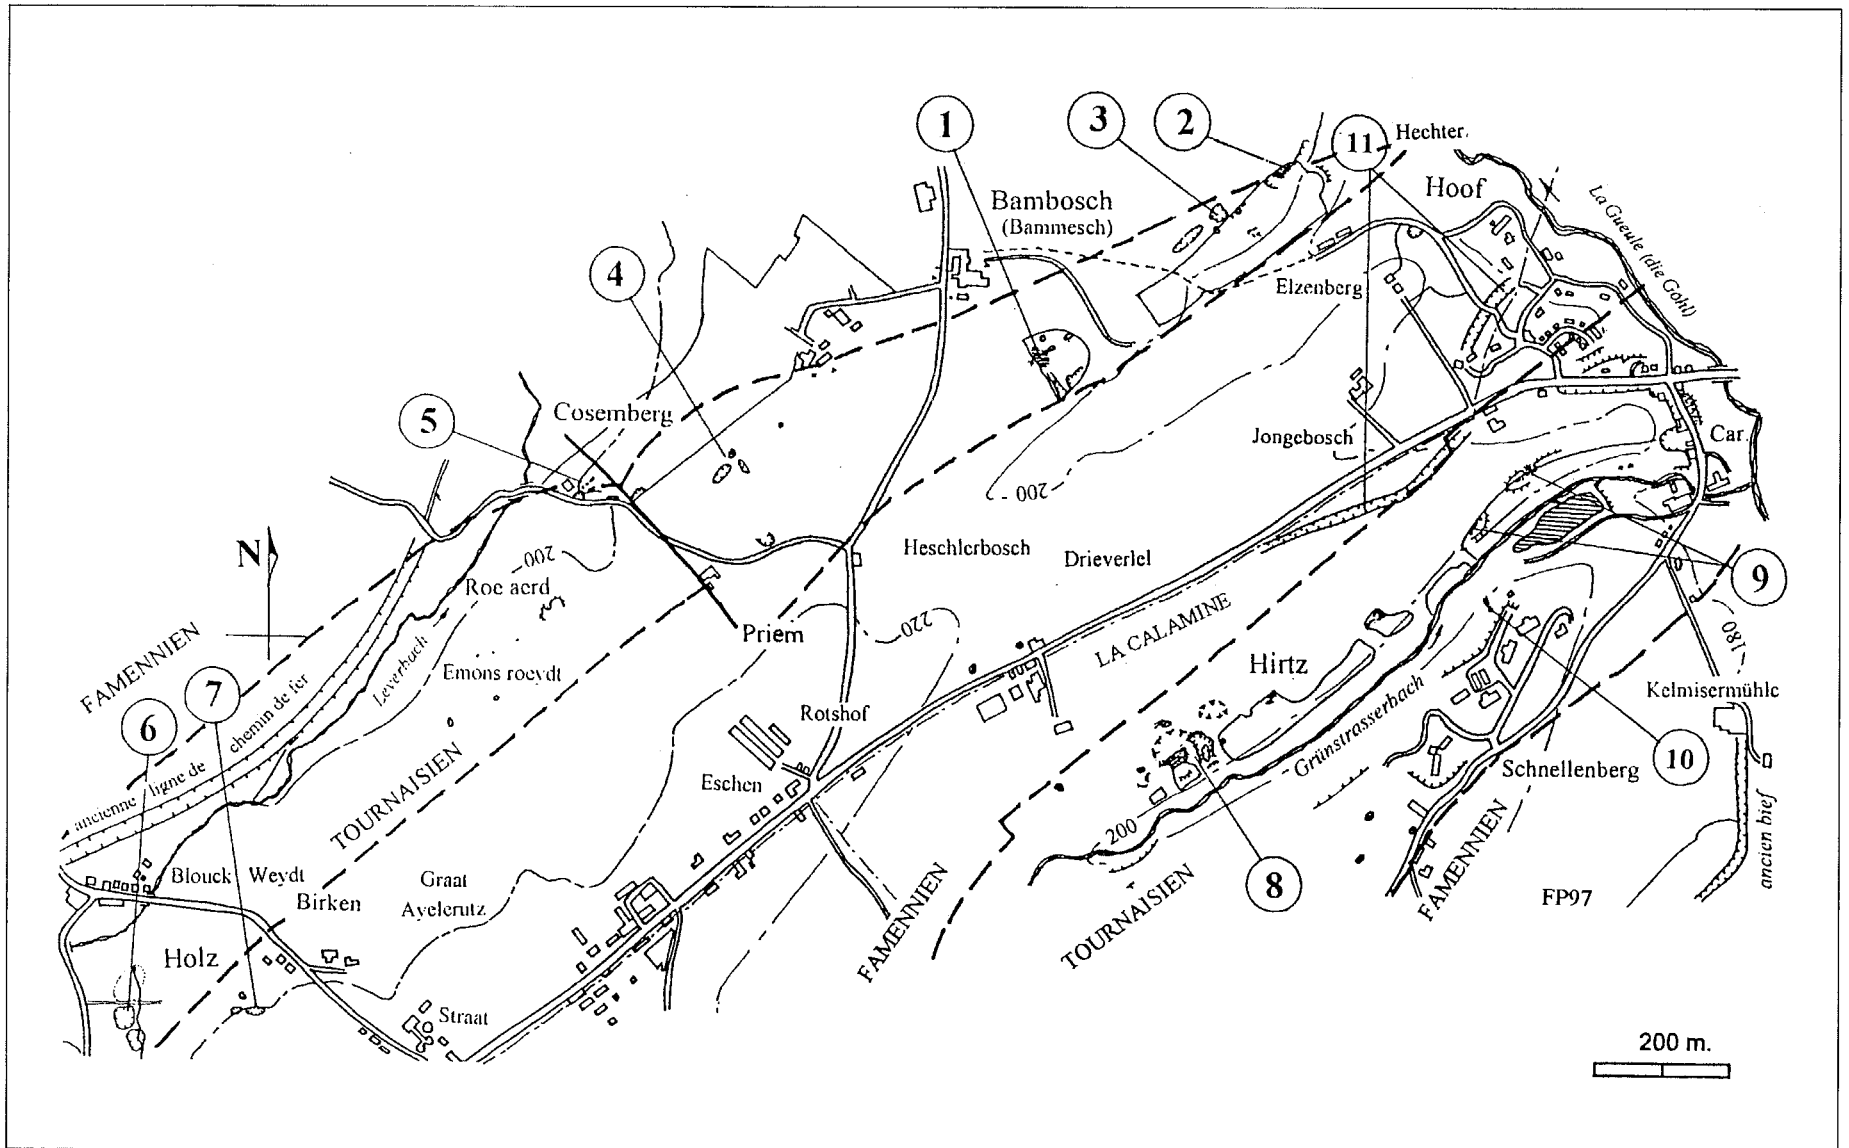 1
3
2
11
Hechter.
Hoof
Bambosch
(Bammesch)
La Gueule (die Göhl)
4
Elzenberg
5
Cosemberg
Jongebosch
Car.
200
N
200
Roe aerd
Heschlerbosch
Drieverlel
9
FAMENNIEN
Leverbach
Priem
220
LA CALAMINE
Hirtz
180
Emons roeydt
6
7
chemin de fer
Rotshof
Kelmisermühle
ancienne ligne de
TOURNAISIEN
Eschen
Grünstrasserbach
10
Schnellenberg
200
ancien bief
Blouck Weydt
Birken
Graat
Ayelerutz
8
FAMENNIEN
TOURNAISIEN
FAMENNIEN
FP97
Holz
Straat
200 m.